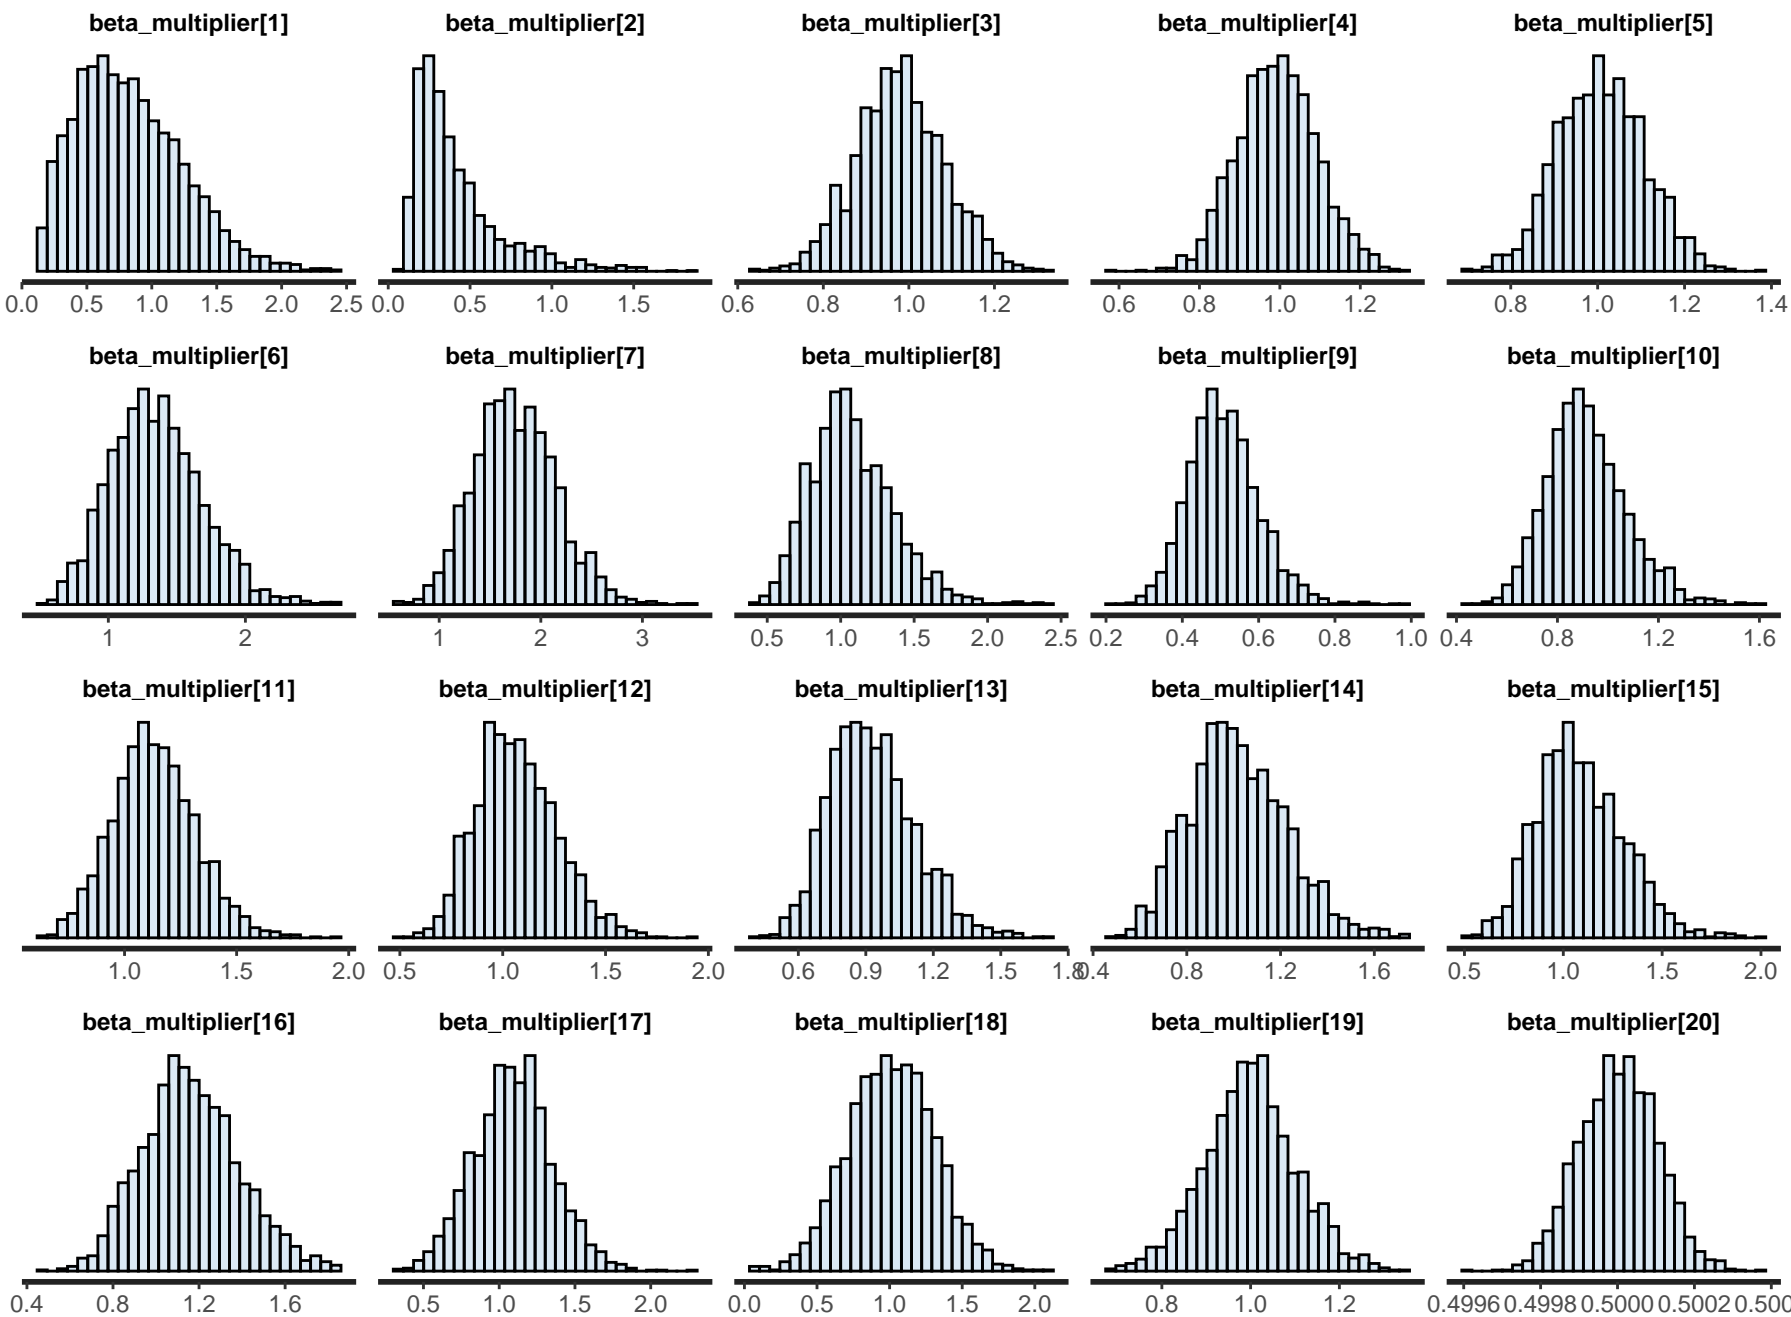 beta_multiplier[1] beta_multiplier[2] beta_multiplier[3] beta_multiplier[4] beta_multiplier[5]
0.0 0.5 1.0 1.5 2.0 2.5 0.0 0.5 1.0 1.5 0.6 0.8 1.0 1.2 0.6 0.8 1.0 1.2 0.8 1.0 1.2 1.4
beta_multiplier[6] beta_multiplier[7] beta_multiplier[8] beta_multiplier[9] beta_multiplier[10]
1 2 1 2 3 0.5 1.0 1.5 2.0 2.5 0.2 0.4 0.6 0.8 1.0 0.4 0.8 1.2 1.6
beta_multiplier[11] beta_multiplier[12] beta_multiplier[13] beta_multiplier[14] beta_multiplier[15]
1.0 1.5 2.0 0.5 1.0 1.5 2.0 0.6 0.9 1.2 1.5 1.8 0.4 0.8 1.2 1.6 0.5 1.0 1.5 2.0
beta_multiplier[16] beta_multiplier[17] beta_multiplier[18] beta_multiplier[19] beta_multiplier[20]
0.4 0.8 1.2 1.6 0.5 1.0 1.5 2.0 0.0 0.5 1.0 1.5 2.0 0.8 1.0 1.2 0.4996 0.4998 0.5000 0.5002 0.500